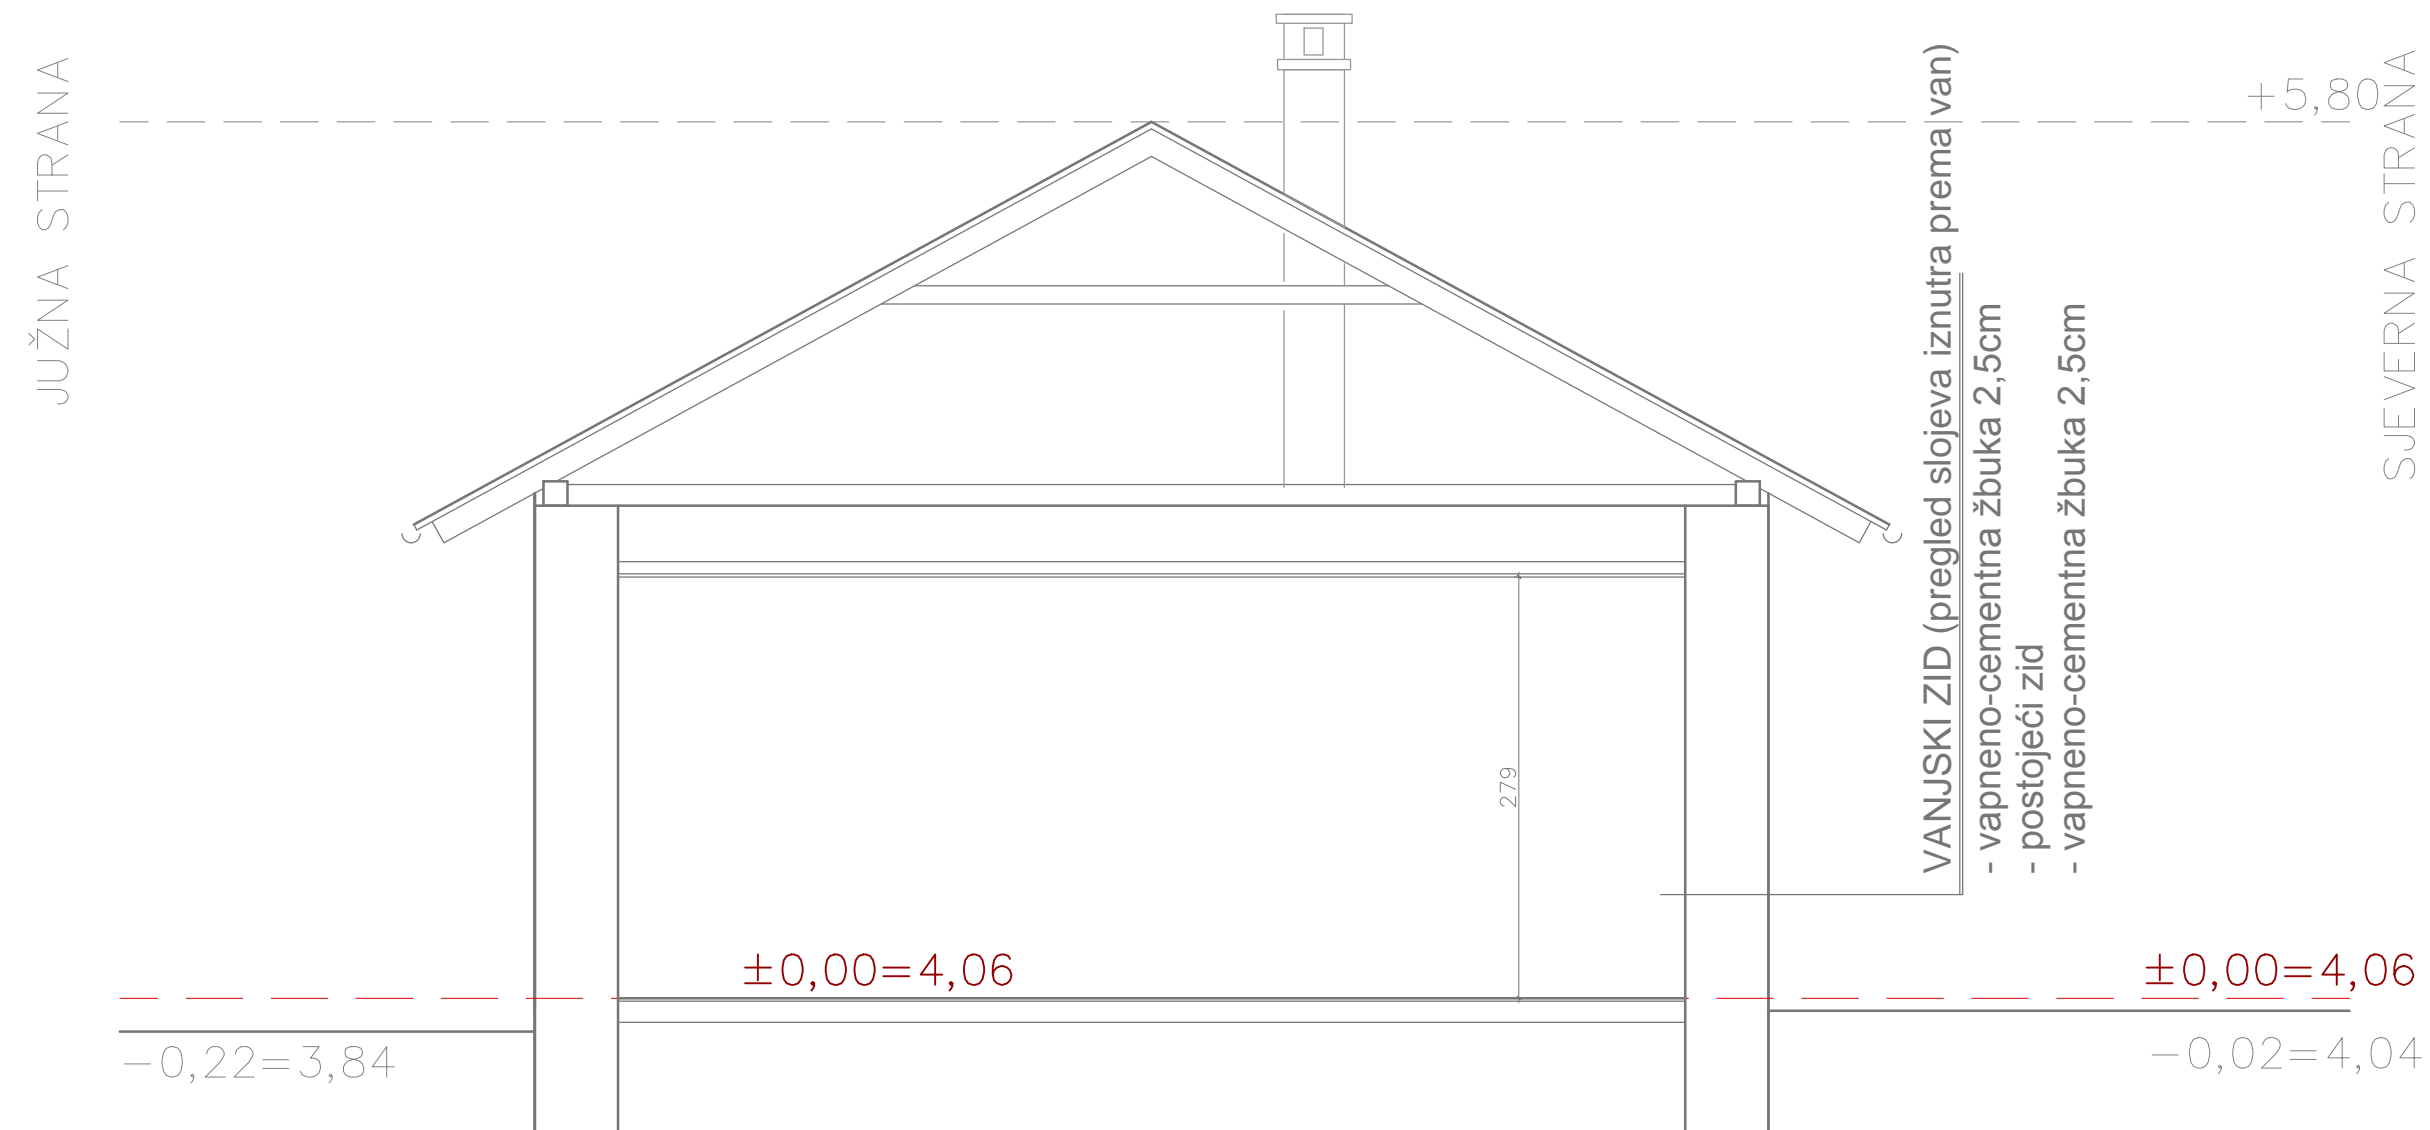 JUŽNA STRANA
+5,80
SJEVERNA STRANA
VANJSKI ZID (pregled slojeva iznutra prema van)
- vapneno-cementna žbuka 2,5cm
- postojeći zid
- vapneno-cementna žbuka 2,5cm
279
±0,00=4,06
±0,00=4,06
−0,22=3,84
−0,02=4,04